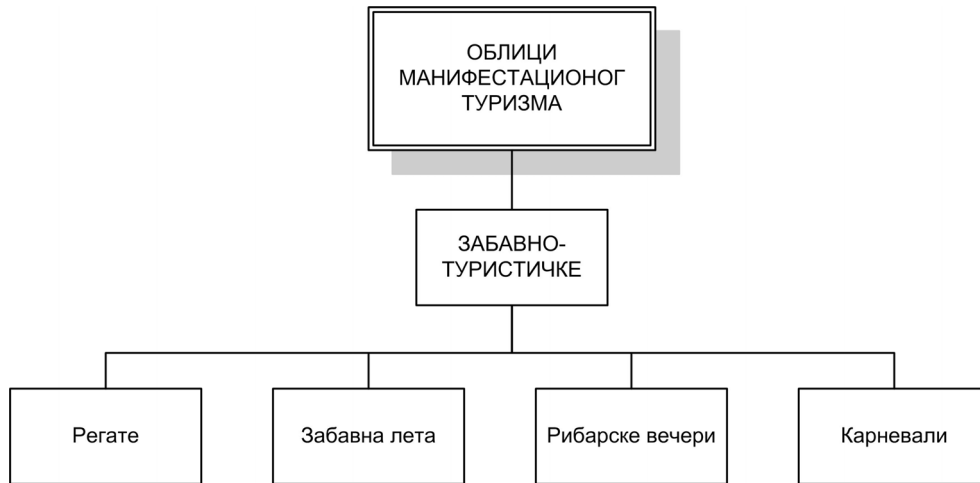 ОБЛИЦИ
МАНИФЕСТАЦИОНОГ
ТУРИЗМА
ЗАБАВНО-
ТУРИСТИЧКЕ
Регате
Забавна лета
Рибарске вечери
Карневали